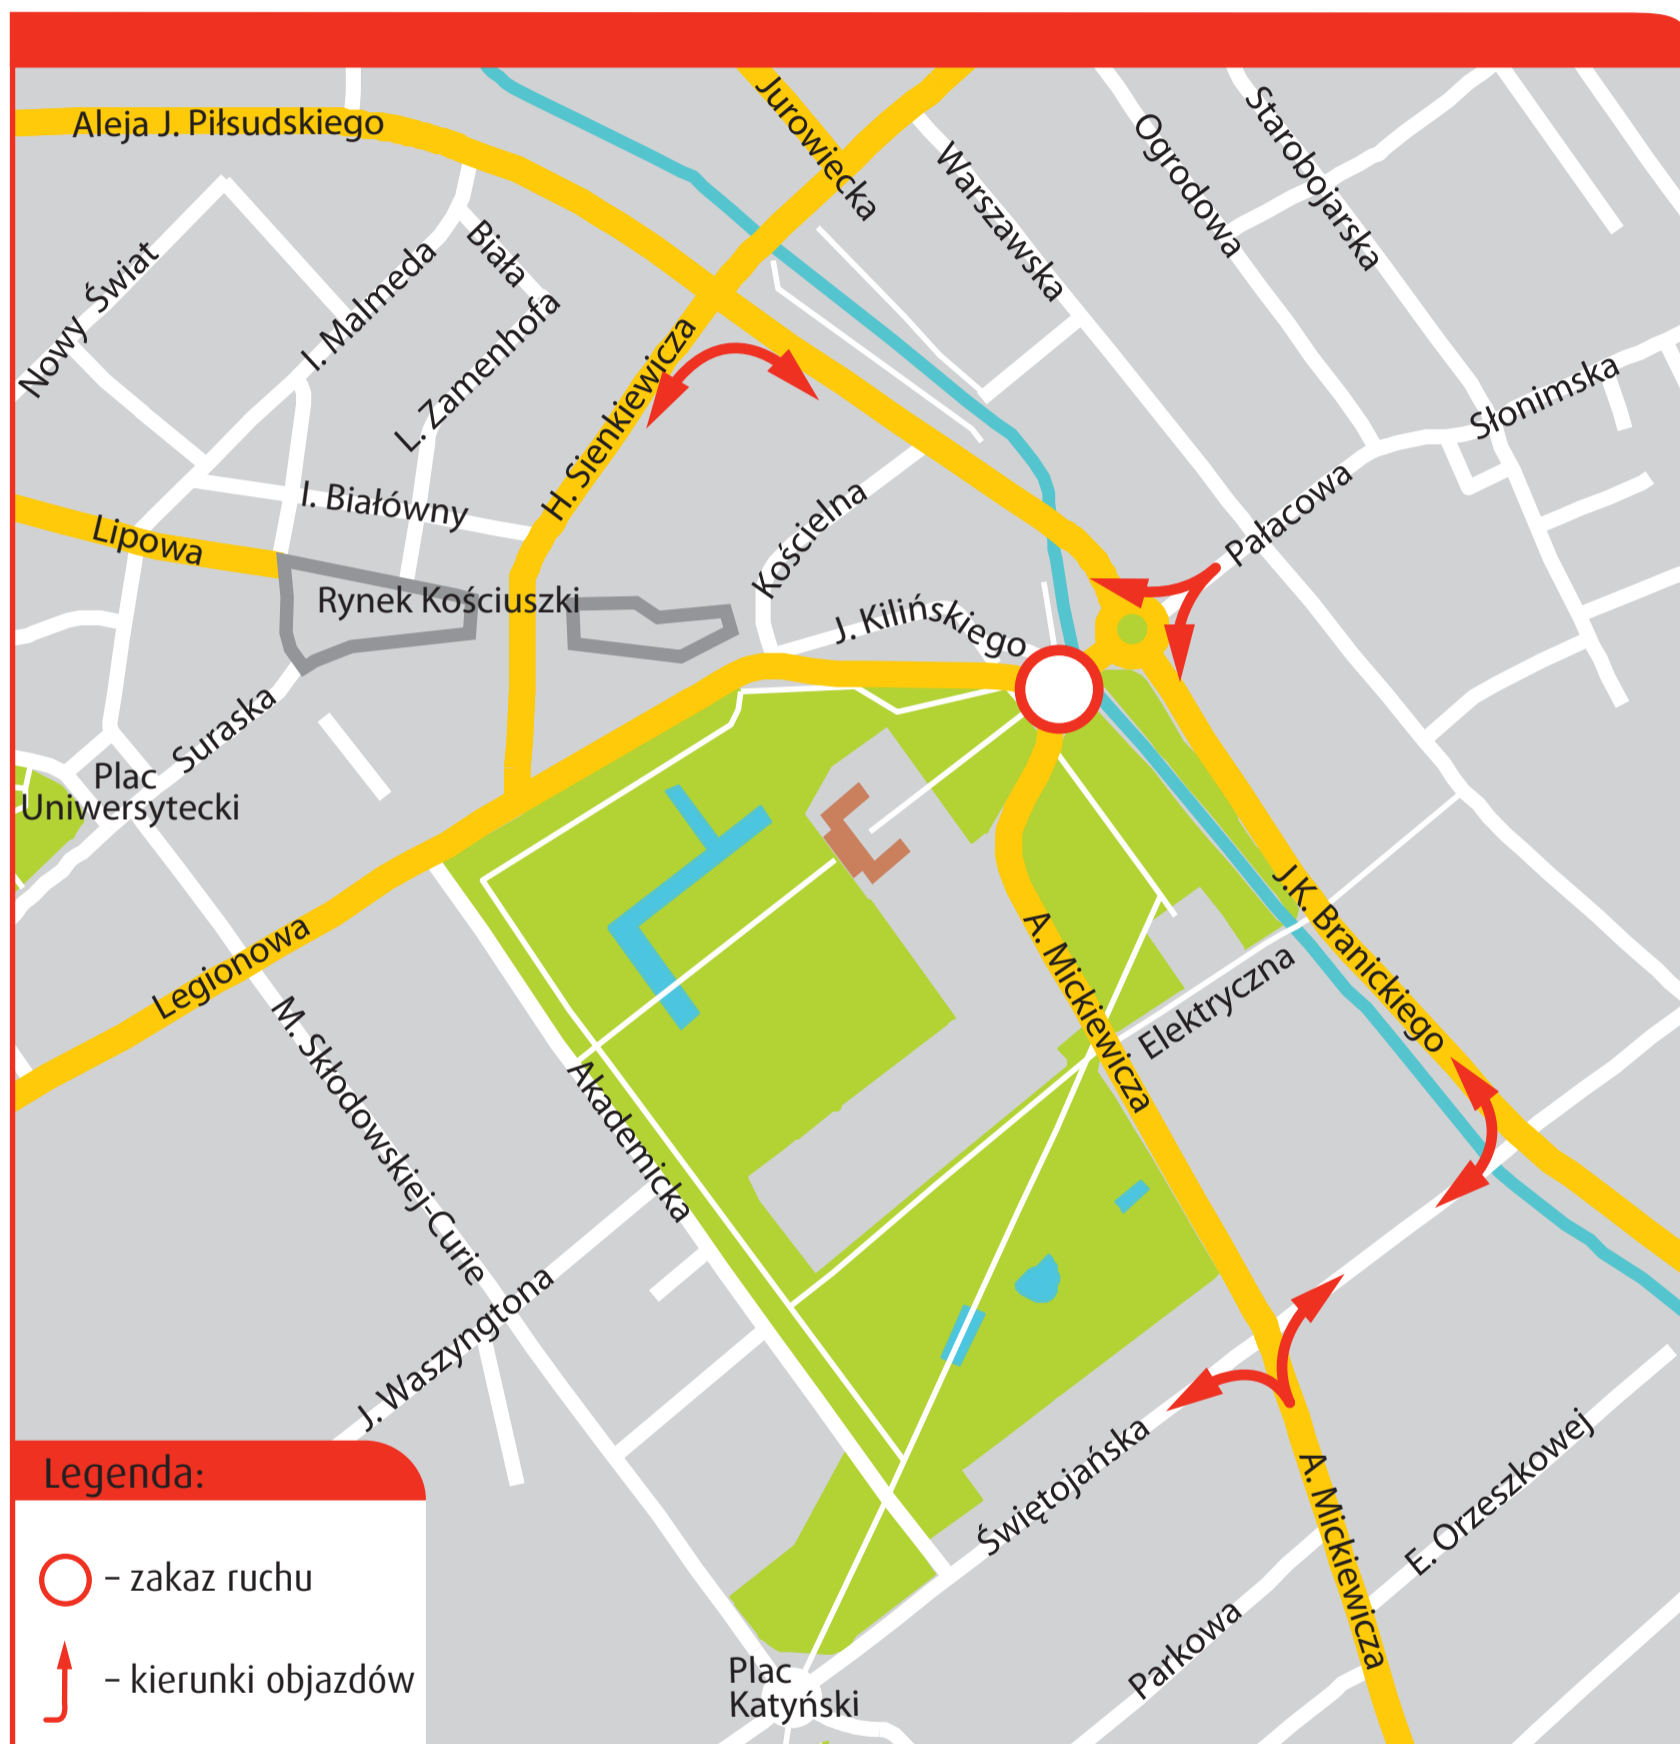 Aleja J. Piłsudskiego
Jurowiecka
Warszawska
Ogrodowa
Starobojarska
Nowy Świat
I. Malmeda
Biała
L. Zamenhofa
H. Sienkiewicza
Słonimska
Pałacowa
Lipowa
I. Białówny
Kościelna
Rynek Kościuszki
J. Kilińskiego
Suraska
Plac
Uniwersytecki
Legionowa
M. Skłodowskiej-Curie
Akademicka
A. Mickiewicza
J.K. Branickiego
Elektryczna
J. Waszyngtona
Świętojańska
A. Mickiewicza
E. Orzeszkowej
Parkowa
Plac
Katyński
Legenda:
– zakaz ruchu
– kierunki objazdów